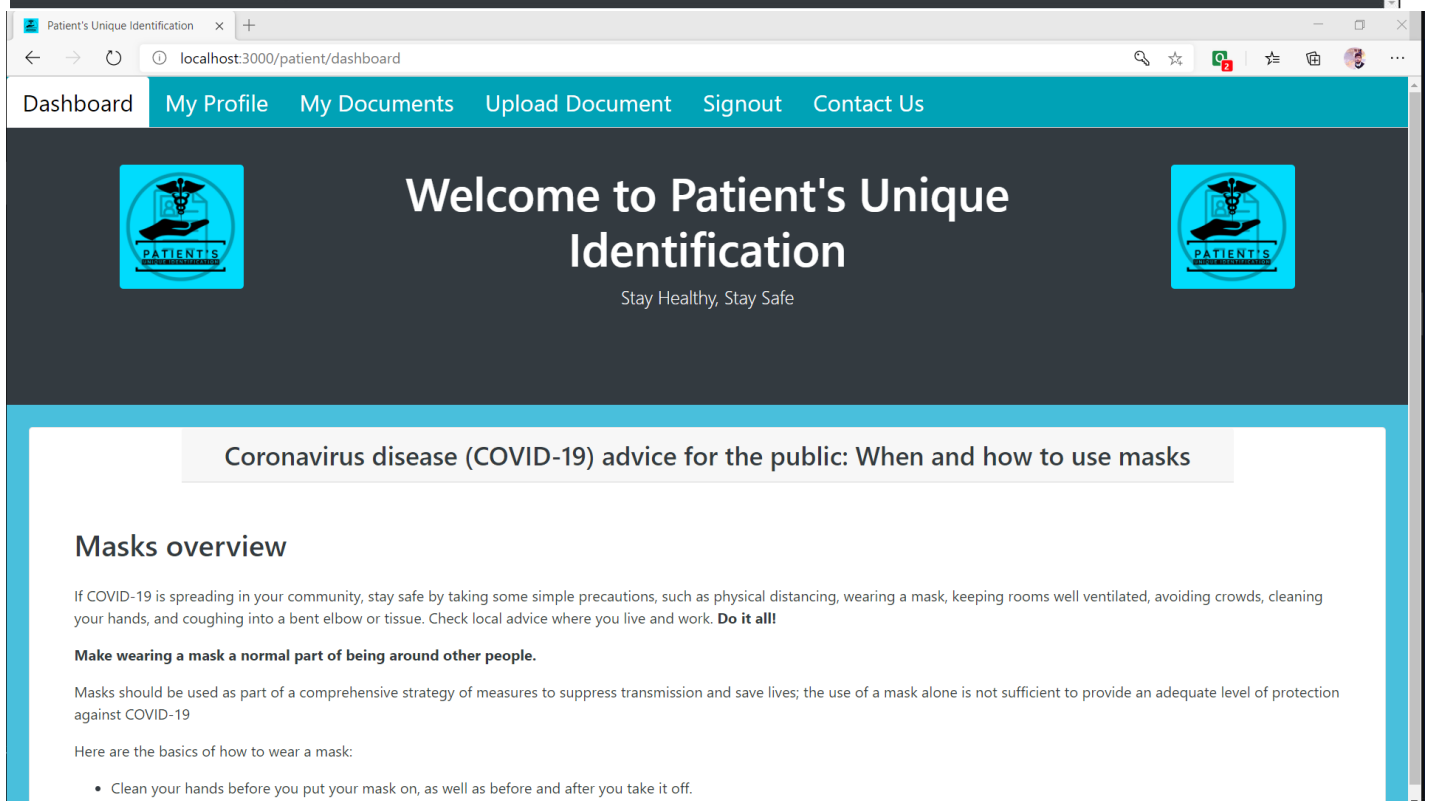 Patient's Unique Identification
localhost:3000/patient/dashboard
2
Dashboard My Profile My Documents Upload Document Signout Contact Us
PATIENT'S
UNIQUE IDENTIFICATION
Welcome to Patient's Unique
Identification
Stay Healthy, Stay Safe
PATIENT'S
UNIQUE IDENTIFICATION
Coronavirus disease (COVID-19) advice for the public: When and how to use masks
Masks overview
If COVID-19 is spreading in your community, stay safe by taking some simple precautions, such as physical distancing, wearing a mask, keeping rooms well ventilated, avoiding crowds, cleaning
your hands, and coughing into a bent elbow or tissue. Check local advice where you live and work. Do it all!
Make wearing a mask a normal part of being around other people.
Masks should be used as part of a comprehensive strategy of measures to suppress transmission and save lives; the use of a mask alone is not sufficient to provide an adequate level of protection
against COVID-19
Here are the basics of how to wear a mask:
• Clean your hands before you put your mask on, as well as before and after you take it off.